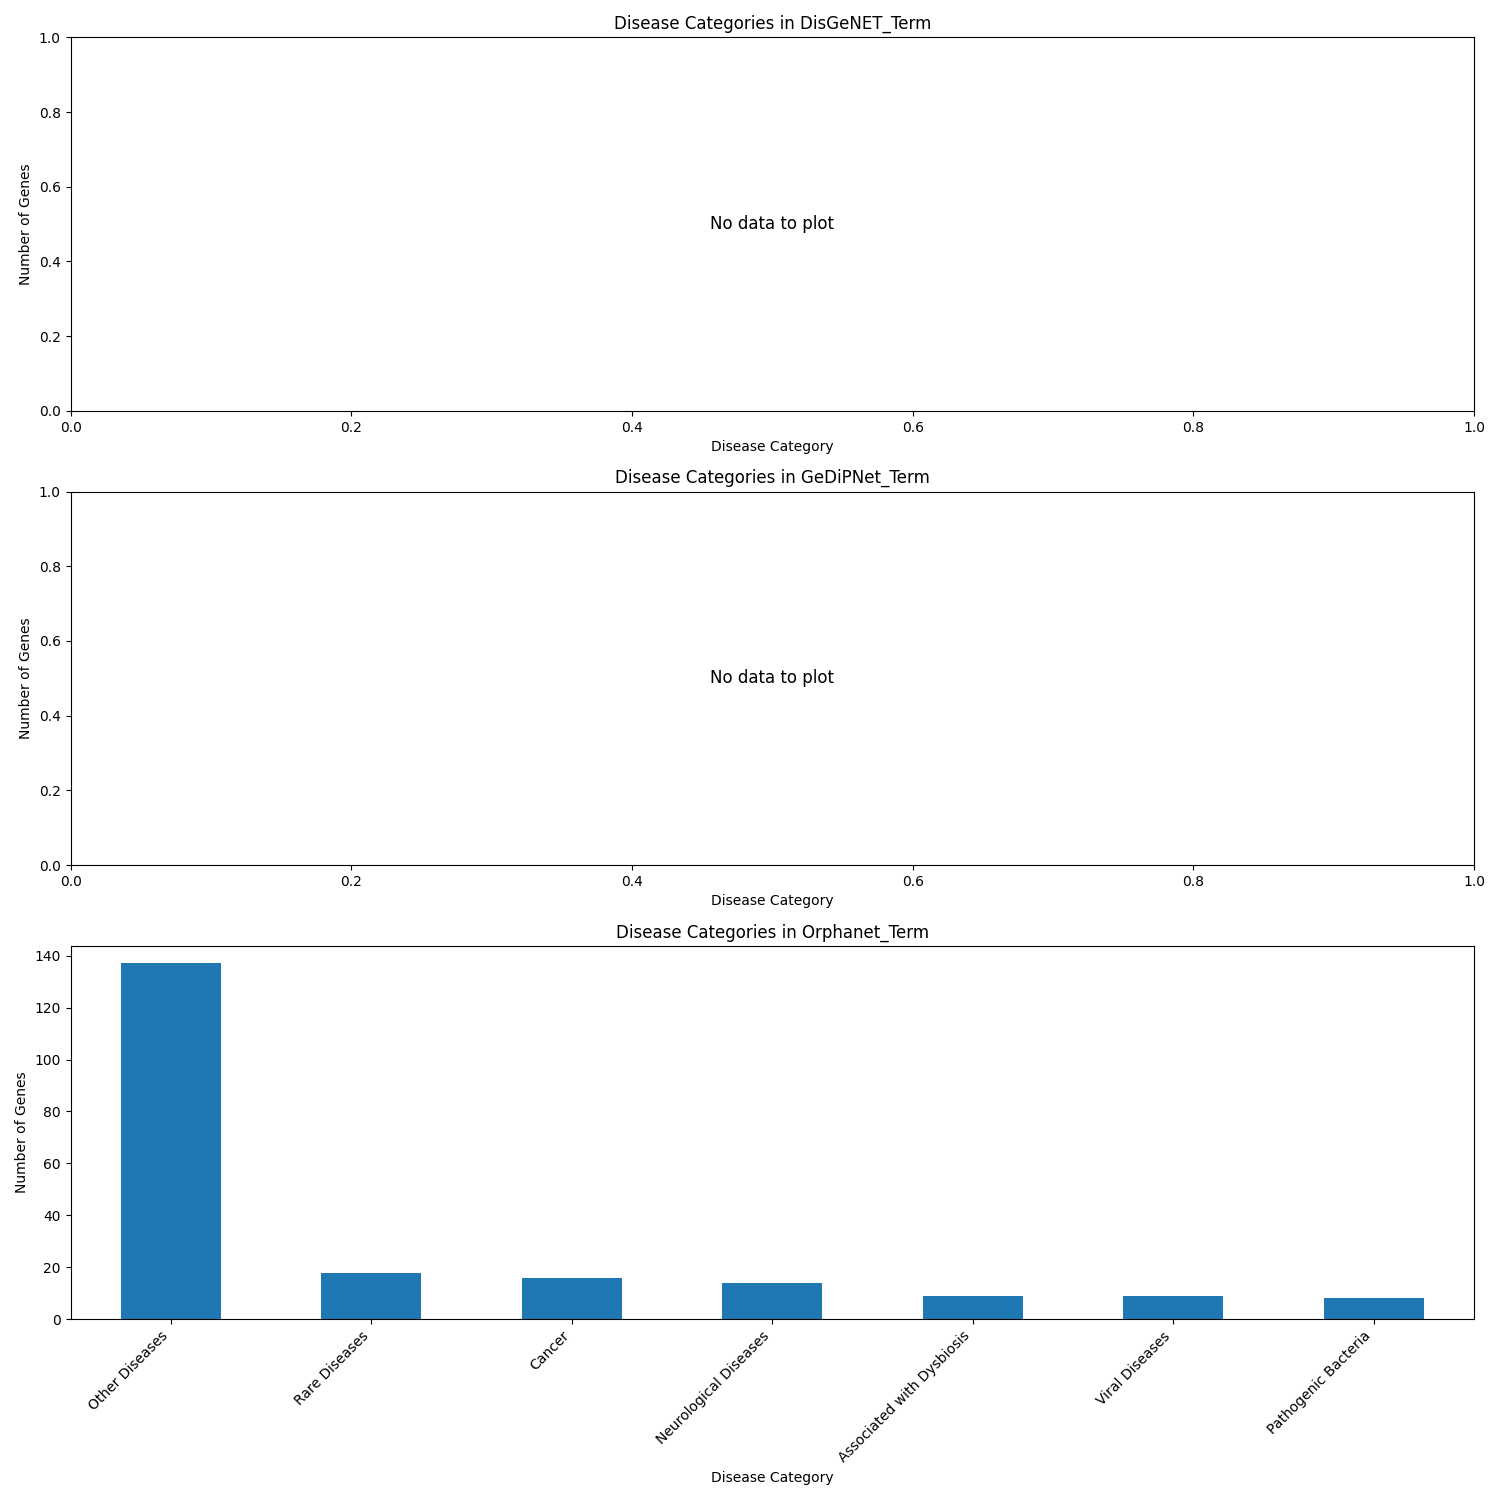 Disease Categories in DisGeNET_Term
1.0
0.8
0.6
0.4
0.2
0.0
Number of Genes
No data to plot
0.0 0.2 0.4 0.6 0.8 1.0
Disease Category
Disease Categories in GeDiPNet_Term
1.0
0.8
0.6
0.4
0.2
0.0
Number of Genes
No data to plot
0.0 0.2 0.4 0.6 0.8 1.0
Disease Category
Disease Categories in Orphanet_Term
140
120
100
80
60
40
20
0
Number of Genes
Other Diseases
Rare Diseases
Cancer
Neurological Diseases
Associated with Dysbiosis
Viral Diseases
Pathogenic Bacteria
Disease Category